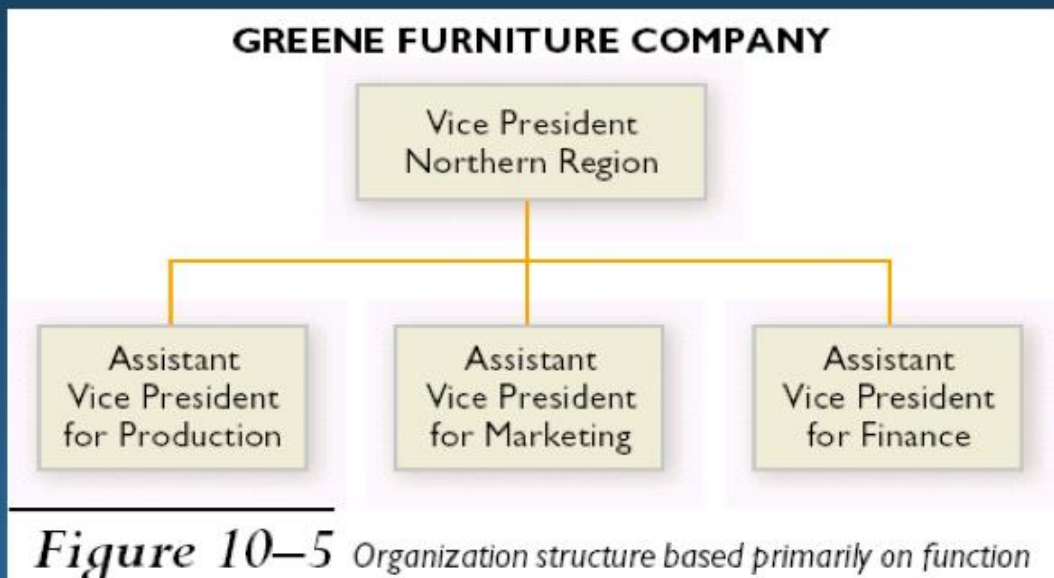 GREENE FURNITURE COMPANY
Vice President
Northern Region
Assistant
Vice President
for Production
Assistant
Vice President
for Marketing
Assistant
Vice President
for Finance
Figure 10–5 Organization structure based primarily on function